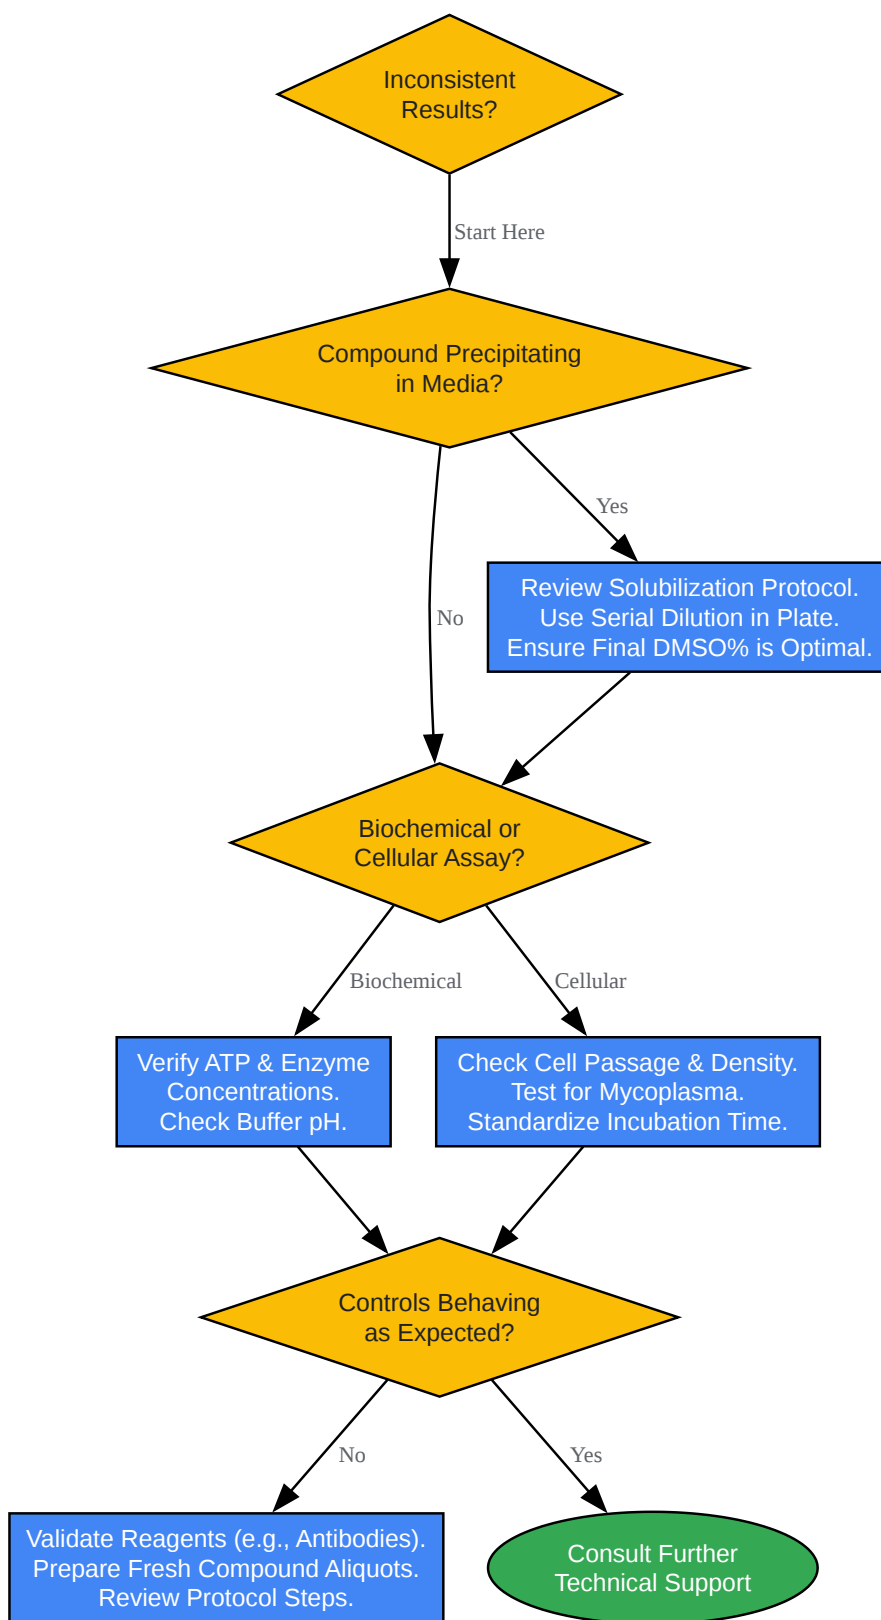 Inconsistent
Results?
Start Here
Compound Precipitating
in Media?
Yes
Review Solubilization Protocol.
Use Serial Dilution in Plate.
Ensure Final DMSO% is Optimal.
No
Biochemical or
Cellular Assay?
Biochemical
Cellular
Verify ATP & Enzyme
Concentrations.
Check Buffer pH.
Check Cell Passage & Density.
Test for Mycoplasma.
Standardize Incubation Time.
Controls Behaving
as Expected?
No
Yes
Validate Reagents (e.g., Antibodies).
Prepare Fresh Compound Aliquots.
Review Protocol Steps.
Consult Further
Technical Support